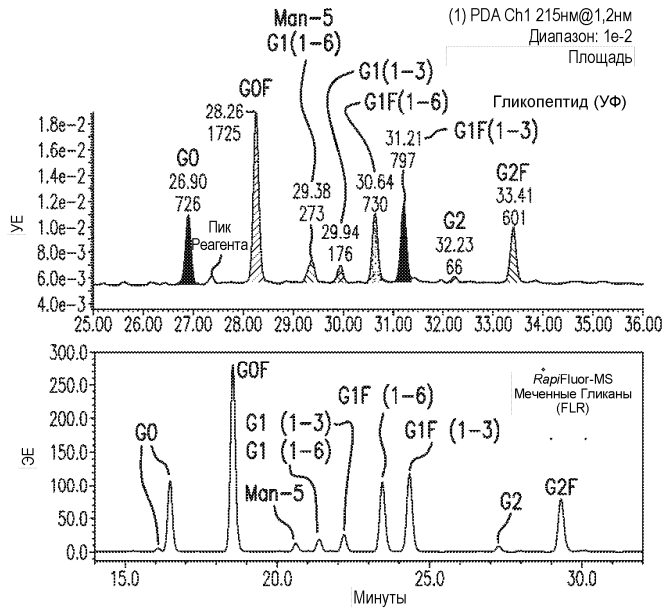 (1) PDA Ch1 215нм@1,2нм
Диапазон: 1e-2
Площадь
Man-5
G1(1-6)
G1(1-3)
G1F(1-6)
G0F
Гликопептид (УФ)
28.26
1725
31.21
797
G1F(1-3)
G0
26.90
726
29.38
273
30.64
730
G2F
33.41
601
G2
32.23
66
29.94
176
Пик
Реагента
УЕ
1.8e-2
1.6e-2
1.4e-2
1.2e-2
1.0e-2
8.0e-3
6.0e-3
4.0e-3
25.00 26.00 27.00 28.00 29.00 30.00 31.00 32.00 33.00 34.00 35.00 36.00
300.0
250.0
200.0
150.0
100.0
50.0
0.0
ЭЕ
G0F
RapiFluor-MS
Меченные Гликаны
(FLR)
G1F (1-6)
G1 (1-3)
G1 (1-6)
G0
G1F (1-3)
Man-5
G2
G2F
15.0 20.0 25.0 30.0
Минуты